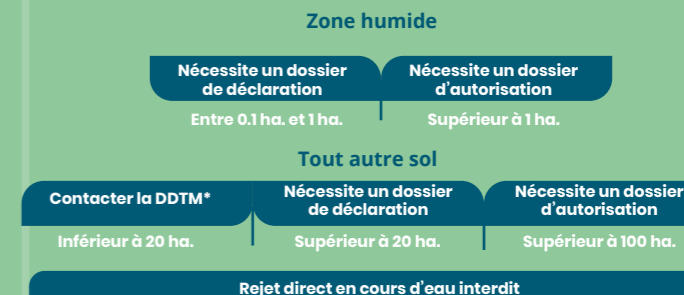 Zone humide
Nécessite un dossier
de déclaration
Nécessite un dossier
d'autorisation
Entre 0.1 ha. et 1 ha.
Supérieur à 1 ha.
Tout autre sol
Contacter la DDTM*
Nécessite un dossier
de déclaration
Nécessite un dossier
d'autorisation
Inférieur à 20 ha.
Supérieur à 20 ha.
Supérieur à 100 ha.
Rejet direct en cours d'eau interdit